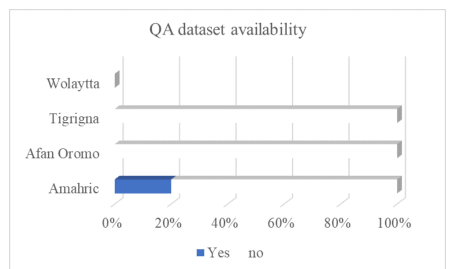 QA dataset availability
Wolaytta
Tigrigna
Afan Oromo
Amahric
0% 20% 40% 60% 80% 100%
Yes no